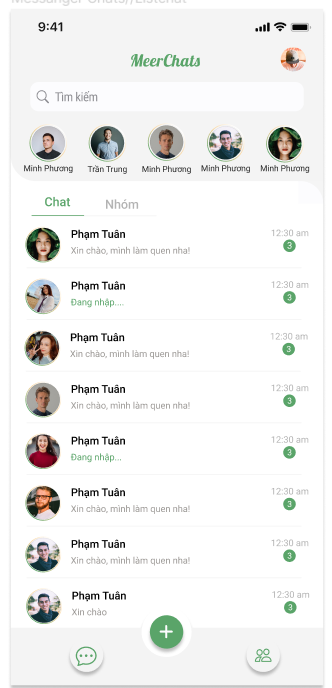 Messanger Chats//Listchat
9:41
MeerChats
Tìm kiếm
Minh Phương Trần Trung Minh Phương Minh Phương Minh Phương
Chat Nhóm
Phạm Tuân 12:30 am
Xin chào, mình làm quen nha! 3
Phạm Tuân 12:30 am
Đang nhập.... 3
Phạm Tuân 12:30 am
Xin chào, mình làm quen nha! 3
Phạm Tuân 12:30 am
Xin chào, mình làm quen nha! 3
Phạm Tuân 12:30 am
Đang nhập... 3
Phạm Tuân 12:30 am
Xin chào, mình làm quen nha! 3
Phạm Tuân 12:30 am
Xin chào, mình làm quen nha! 3
Phạm Tuân 12:30 am
Xin chào 3